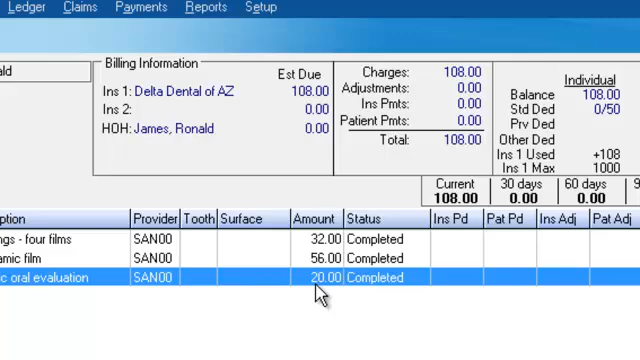 Ledger Claims Payments Reports Setup
ald
Billing Information
Est Due
Ins 1: Delta Dental of AZ 108.00
Ins 2: 0.00
HOH: James, Ronald 0.00
Charges: 108.00
Adjustments: 0.00
Ins Pmts: 0.00
Patient Pmts: 0.00
Total: 108.00
Individual
Balance 108.00
Std Ded 0/50
Prv Ded
Other Ded
Ins 1 Used +108
Ins 1 Max 1000
Current 30 days 60 days 9
108.00 0.00 0.00
ption Provider Tooth Surface Amount Status Ins Pd Pat Pd Ins Adj Pat Adj
ngs - four films SAN00 32.00 Completed
amic film SAN00 56.00 Completed
ic oral evaluation SAN00 20.00 Completed